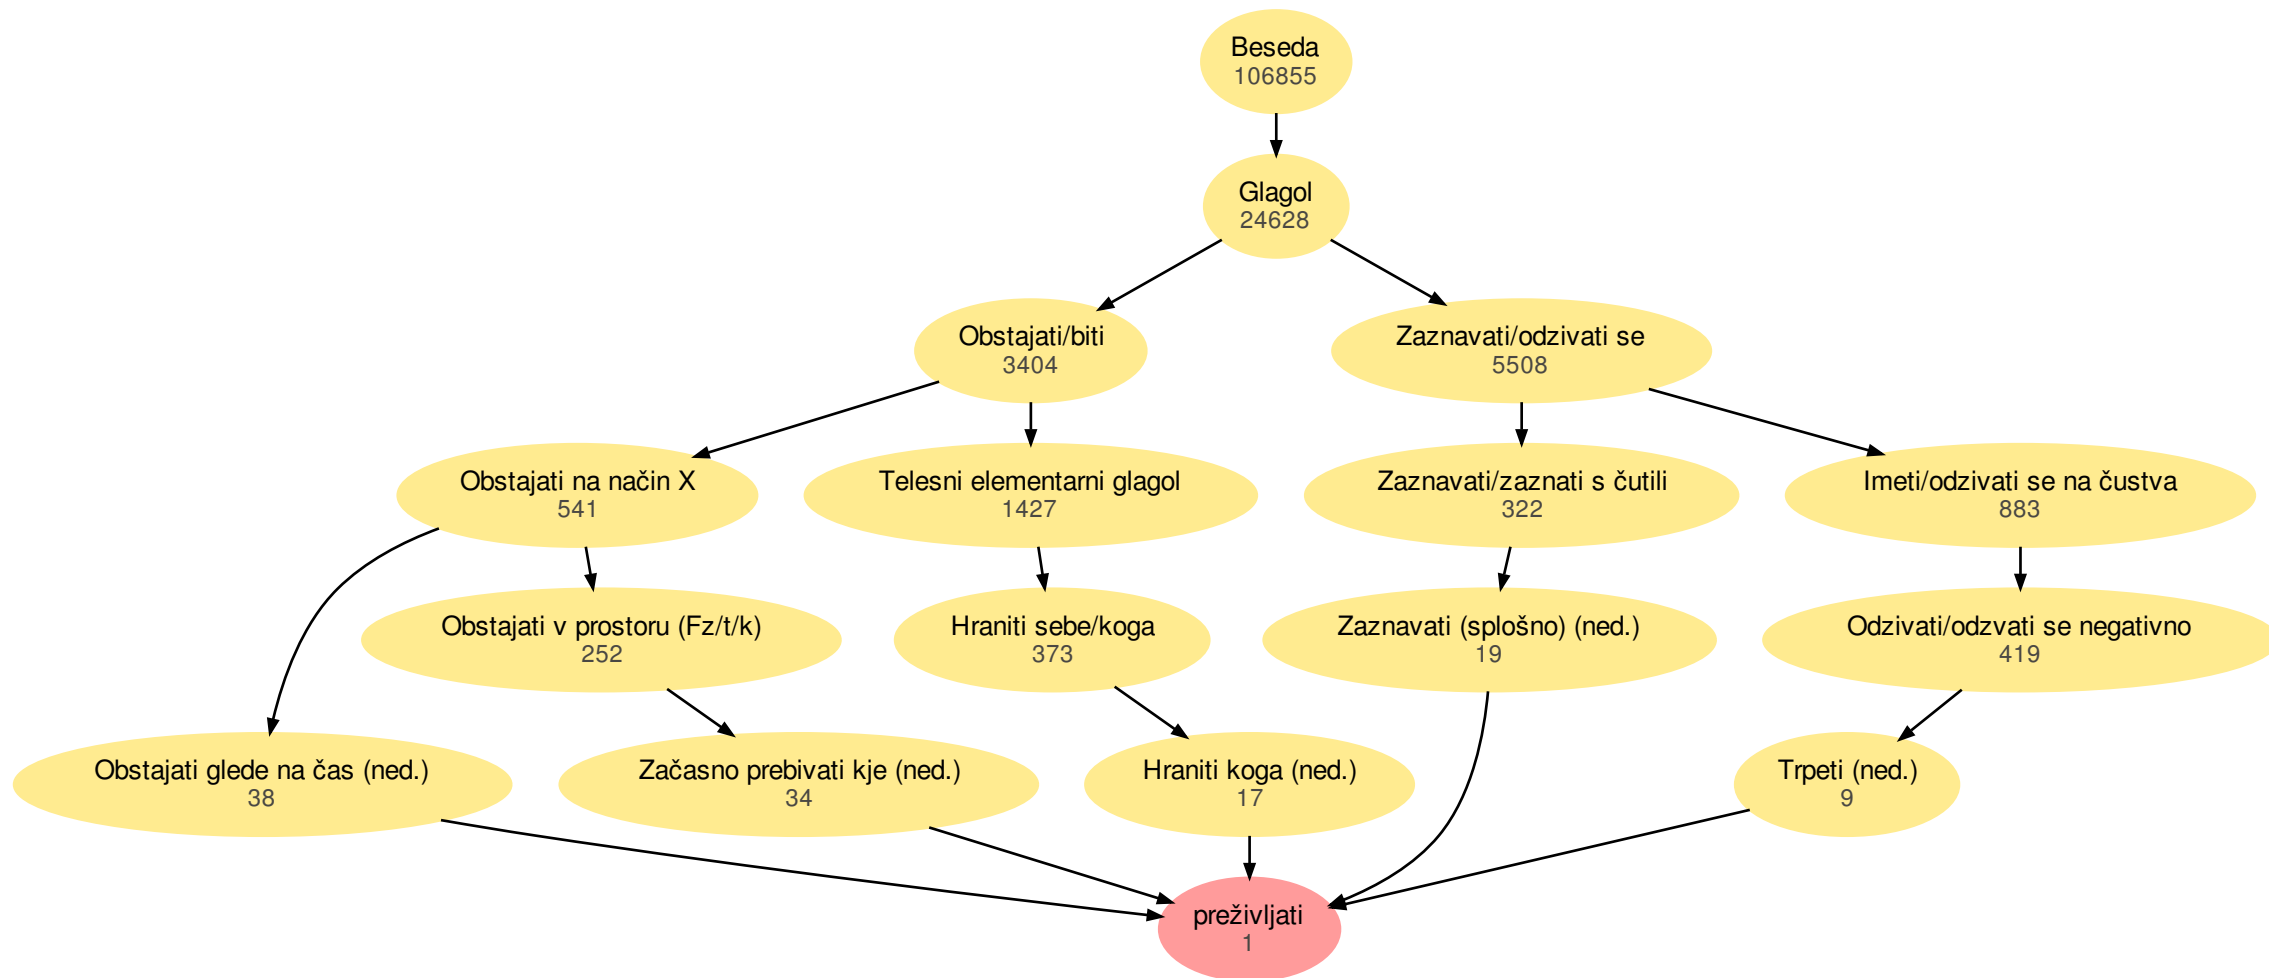 Beseda
106855
Glagol
24628
Obstajati/biti
3404
Zaznavati/odzivati se
5508
Obstajati na način X
541
Telesni elementarni glagol
1427
Zaznavati/zaznati s čutili
322
Imeti/odzivati se na čustva
883
Obstajati v prostoru (Fz/t/k)
252
Hraniti sebe/koga
373
Zaznavati (splošno) (ned.)
19
Odzivati/odzvati se negativno
419
Obstajati glede na čas (ned.)
38
Začasno prebivati kje (ned.)
34
Hraniti koga (ned.)
17
Trpeti (ned.)
9
preživljati
1